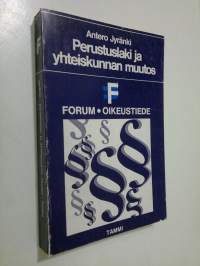 Antero Jyränki
Perustuslaki ja
yhteiskunnan muutos
F
FORUM • OIKEUSTIEDE
TAMMI